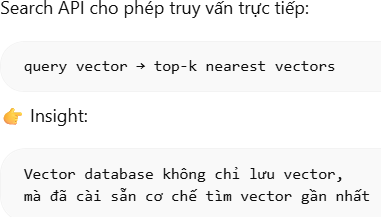 Search API cho phép truy vấn trực tiếp:
query vector → top-k nearest vectors
👉 Insight:
Vector database không chỉ lưu vector,
mà đã cài sẵn cơ chế tìm vector gần nhất